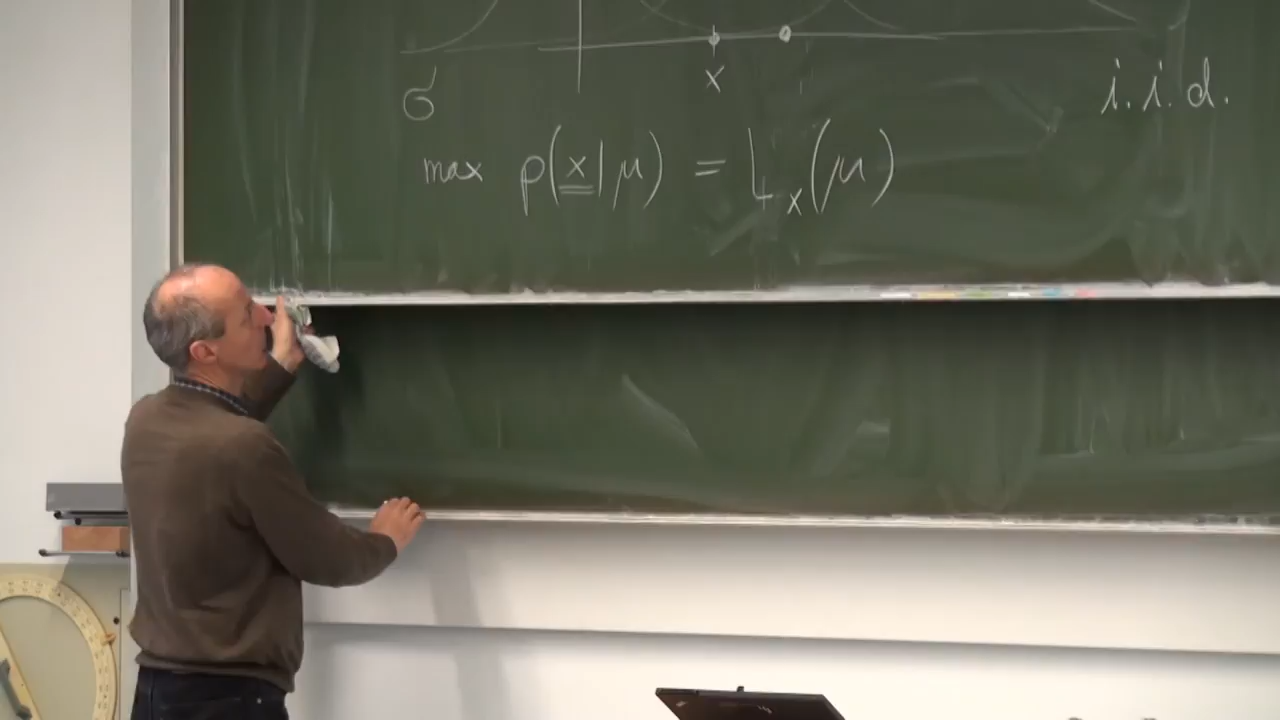 x
σ
i.i.d.
max p(x|μ) = L_x(μ)